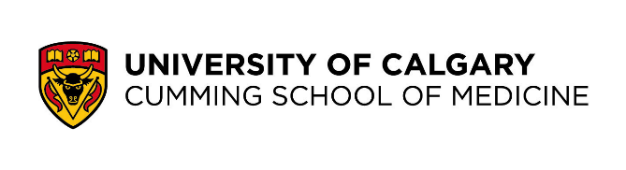 UNIVERSITY OF CALGARY
CUMMING SCHOOL OF MEDICINE